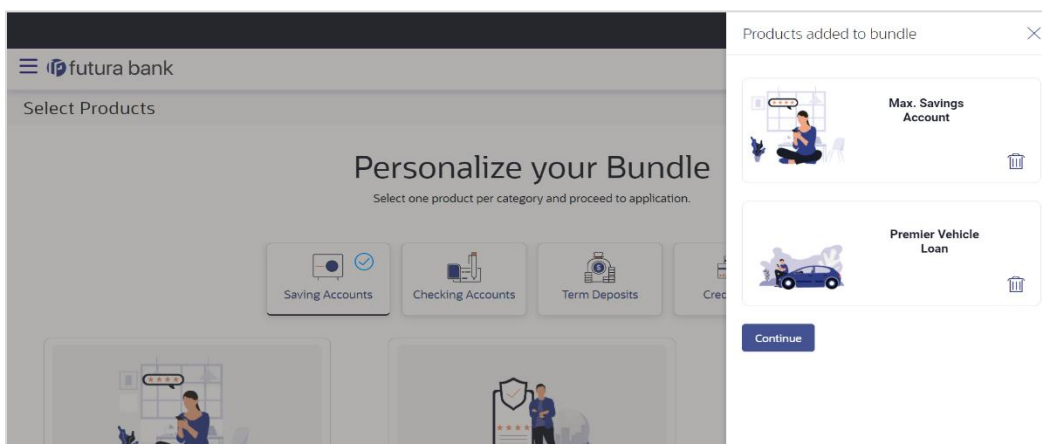 Products added to bundle
futura bank
Select Products
Personalize your Bundle
Select one product per category and proceed to application.
Saving Accounts
Checking Accounts
Term Deposits
Max. Savings
Account
Premier Vehicle
Loan
Continue